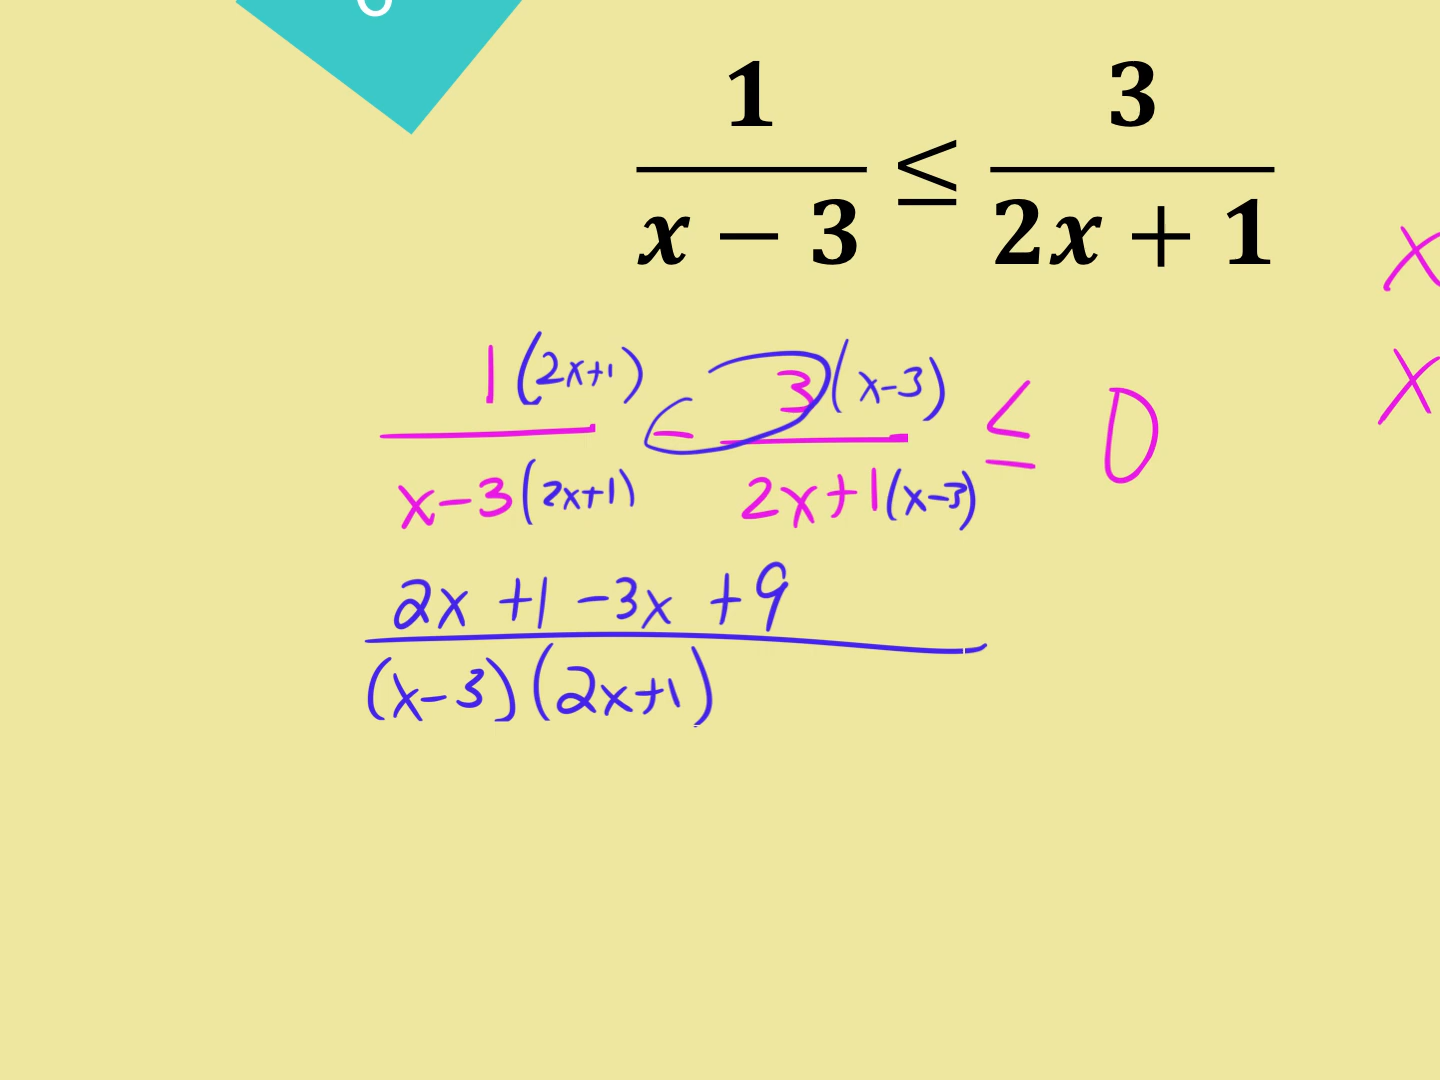 1/(x − 3) ≤ 3/(2x + 1)
1(2x+1)/x−3(2x+1) − 3(x−3)/2x+1(x−3) ≤ 0
2x +1 −3x +9/(x−3)(2x+1)
x
x